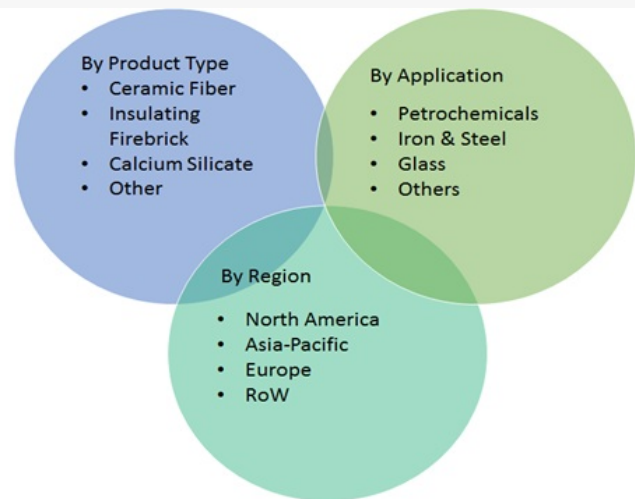 By Product Type
• Ceramic Fiber
• Insulating
Firebrick
• Calcium Silicate
• Other
By Application
• Petrochemicals
• Iron & Steel
• Glass
• Others
By Region
• North America
• Asia-Pacific
• Europe
• RoW